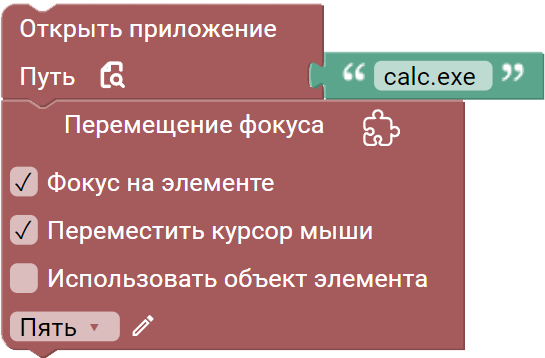 Открыть приложение
Путь “ calc.exe ”
Перемещение фокуса
Фокус на элементе
Переместить курсор мыши
Использовать объект элемента
Пять